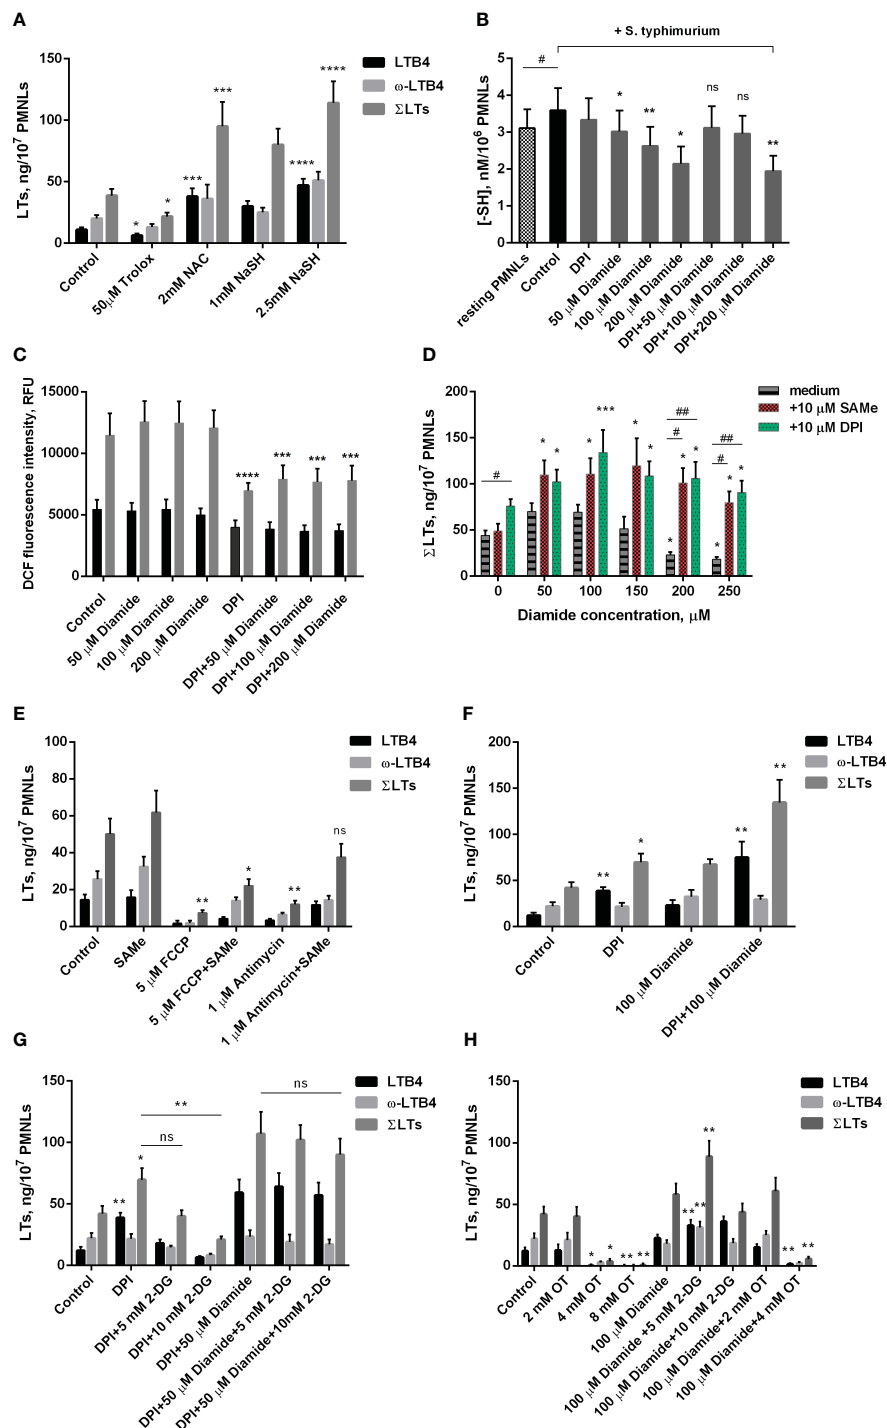 A
LTs, ng/10⁷ PMNLs
150
100
50
0
LTB4
ω-LTB4
ΣLTs
*
*
***
***
****
****
Control
50μM Trolox
2mM NAC
1mM NaSH
2.5mM NaSH
B
+ S. typhimurium
[-SH], nM/10⁶ PMNLs
5
4
3
2
1
0
#
*
**
*
ns
ns
**
resting PMNLs
Control
DPI
50 μM Diamide
100 μM Diamide
200 μM Diamide
DPI+50 μM Diamide
DPI+100 μM Diamide
DPI+200 μM Diamide
C
DCF fluorescence intensity, RFU
15000
10000
5000
0
****
***
***
***
Control
50 μM Diamide
100 μM Diamide
200 μM Diamide
DPI
DPI+50 μM Diamide
DPI+100 μM Diamide
DPI+200 μM Diamide
D
ΣLTs, ng/10⁷ PMNLs
200
150
100
50
0
medium
+10 μM SAMe
+10 μM DPI
#
*
*
*
***
*
*
##
#
*
*
*
##
#
*
*
*
0
50
100
150
200
250
Diamide concentration, μM
E
LTs, ng/10⁷ PMNLs
100
80
60
40
20
0
LTB4
ω-LTB4
ΣLTs
**
*
**
ns
Control
SAMe
5 μM FCCP
5 μM FCCP+SAMe
1 μM Antimycin
1 μM Antimycin+SAMe
F
LTs, ng/10⁷ PMNLs
200
150
100
50
0
LTB4
ω-LTB4
ΣLTs
**
*
**
**
Control
DPI
100 μM Diamide
DPI+100 μM Diamide
G
LTs, ng/10⁷ PMNLs
150
100
50
0
LTB4
ω-LTB4
ΣLTs
ns
**
ns
**
*
Control
DPI
DPI+5 mM 2-DG
DPI+10 mM 2-DG
DPI+50 μM Diamide
DPI+50 μM Diamide+5 mM 2-DG
DPI+50 μM Diamide+10mM 2-DG
H
LTs, ng/10⁷ PMNLs
150
100
50
0
LTB4
ω-LTB4
ΣLTs
*
*
**
**
**
**
**
**
**
Control
2 mM OT
4 mM OT
8 mM OT
100 μM Diamide
100 μM Diamide +5 mM 2-DG
100 μM Diamide+10 mM 2-DG
100 μM Diamide+2 mM OT
100 μM Diamide+4 mM OT